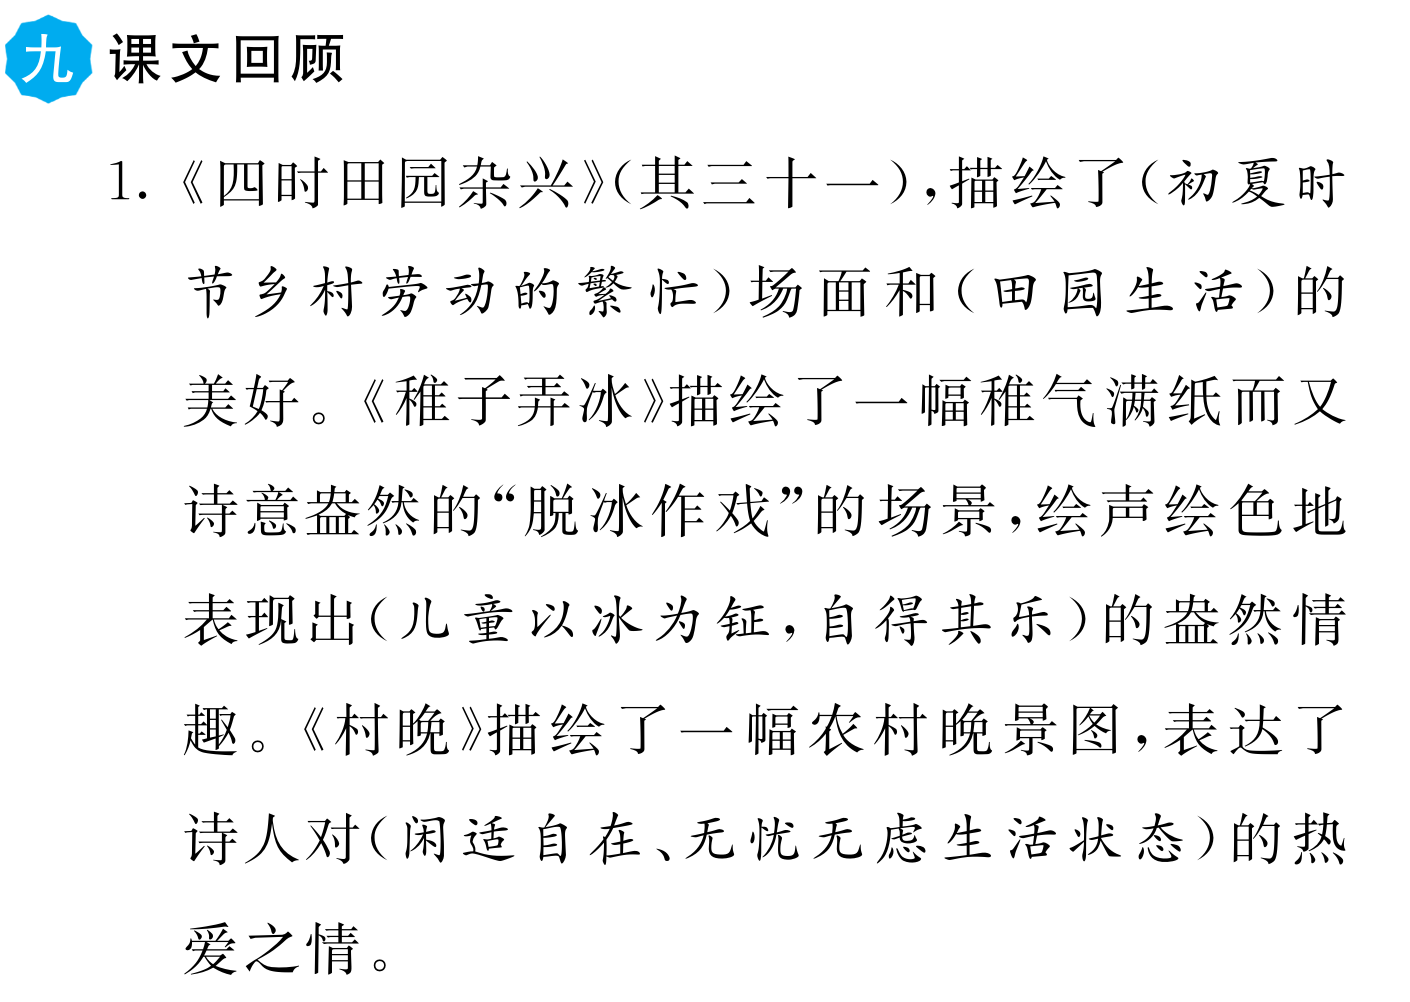 九 课文回顾
1.《四时田园杂兴》(其三十一),描绘了(初夏时
节乡村劳动的繁忙)场面和(田园生活)的
美好。《稚子弄冰》描绘了一幅稚气满纸而又
诗意盎然的“脱冰作戏”的场景,绘声绘色地
表现出(儿童以冰为钲,自得其乐)的盎然情
趣。《村晚》描绘了一幅农村晚景图,表达了
诗人对(闲适自在、无忧无虑生活状态)的热
爱之情。